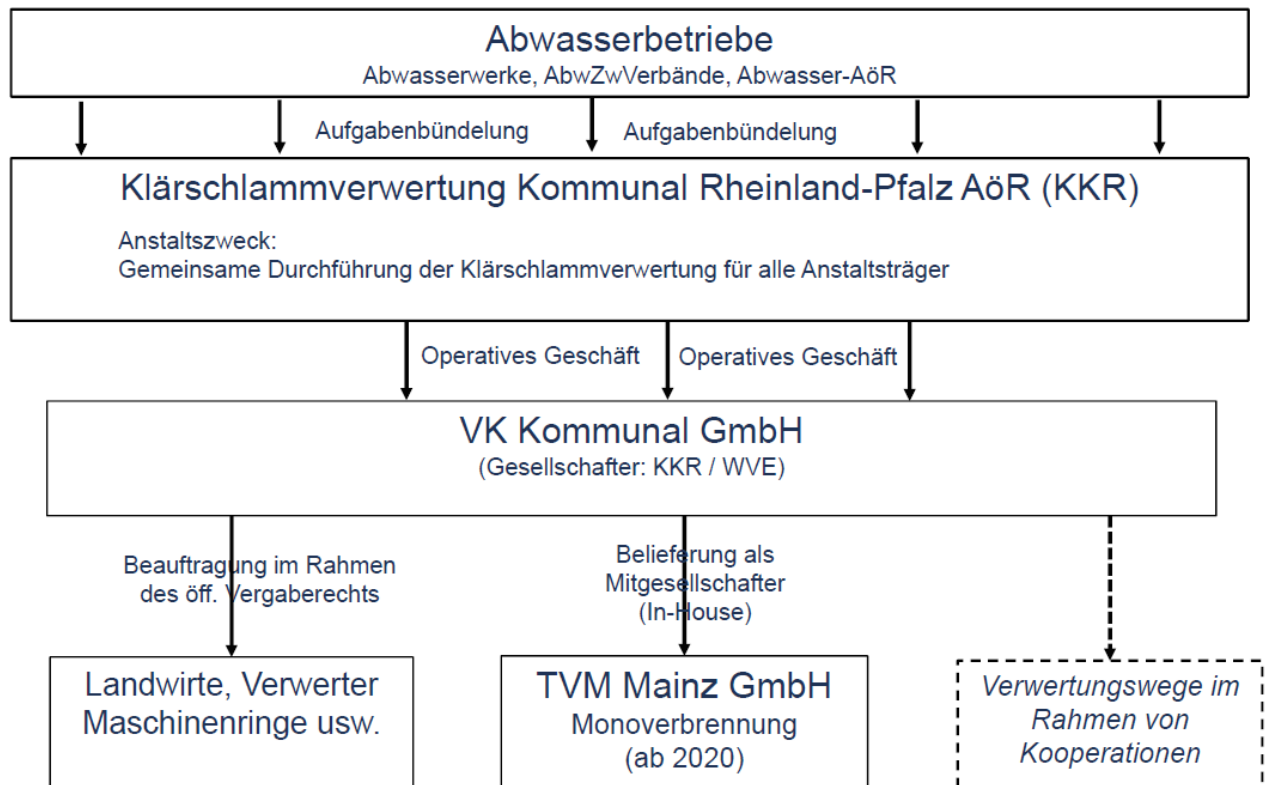 Abwasserbetriebe
Abwasserwerke, AbwZwVerbände, Abwasser-AöR
Aufgabenbündelung
Aufgabenbündelung
Klärschlammverwertung Kommunal Rheinland-Pfalz AöR (KKR)
Anstaltszweck:
Gemeinsame Durchführung der Klärschlammverwertung für alle Anstaltsträger
Operatives Geschäft
Operatives Geschäft
VK Kommunal GmbH
(Gesellschafter: KKR / WVE)
Beauftragung im Rahmen
des öff. Vergaberechts
Belieferung als
Mitgesellschafter
(In-House)
Landwirte, Verwerter
Maschinenringe usw.
TVM Mainz GmbH
Monoverbrennung
(ab 2020)
Verwertungswege im
Rahmen von
Kooperationen